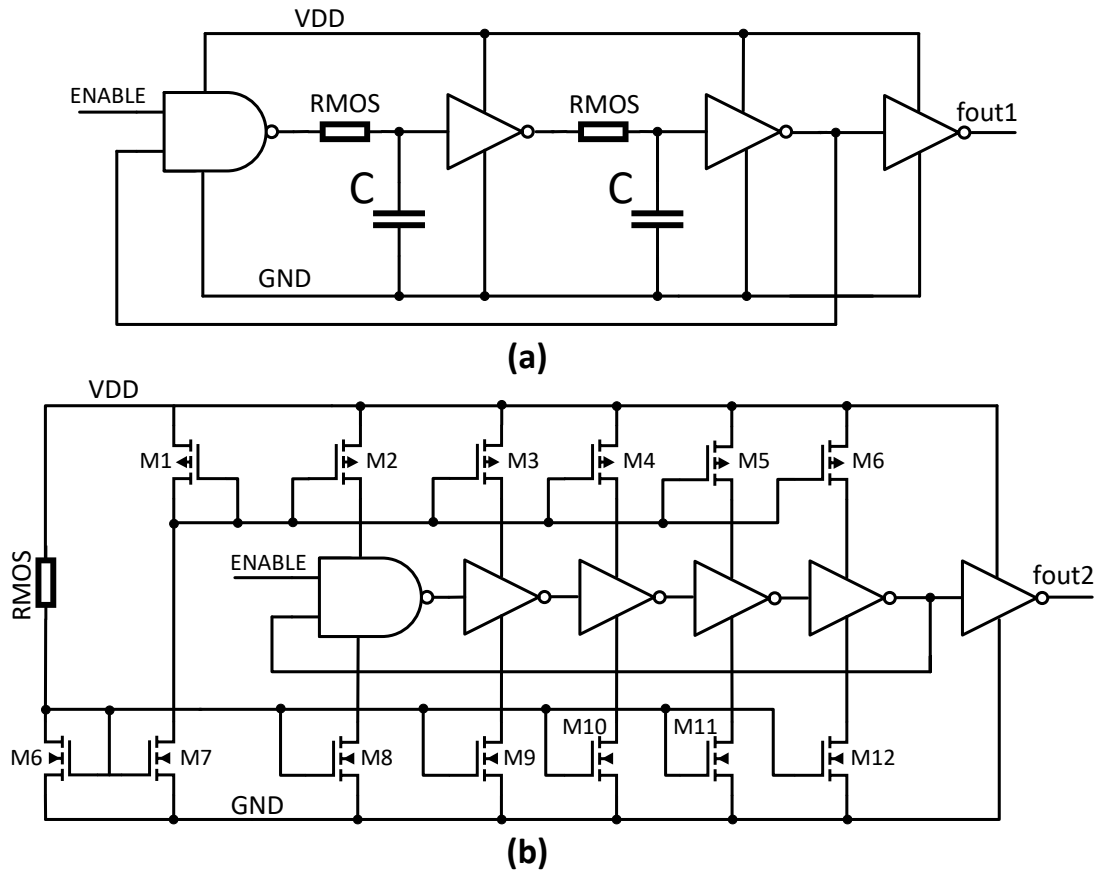 VDD
ENABLE
RMOS
RMOS
fout1
C
C
GND
(a)
VDD
M1
M2
M3
M4
M5
M6
RMOS
ENABLE
fout2
M6
M7
M8
M9
M10
M11
M12
GND
(b)